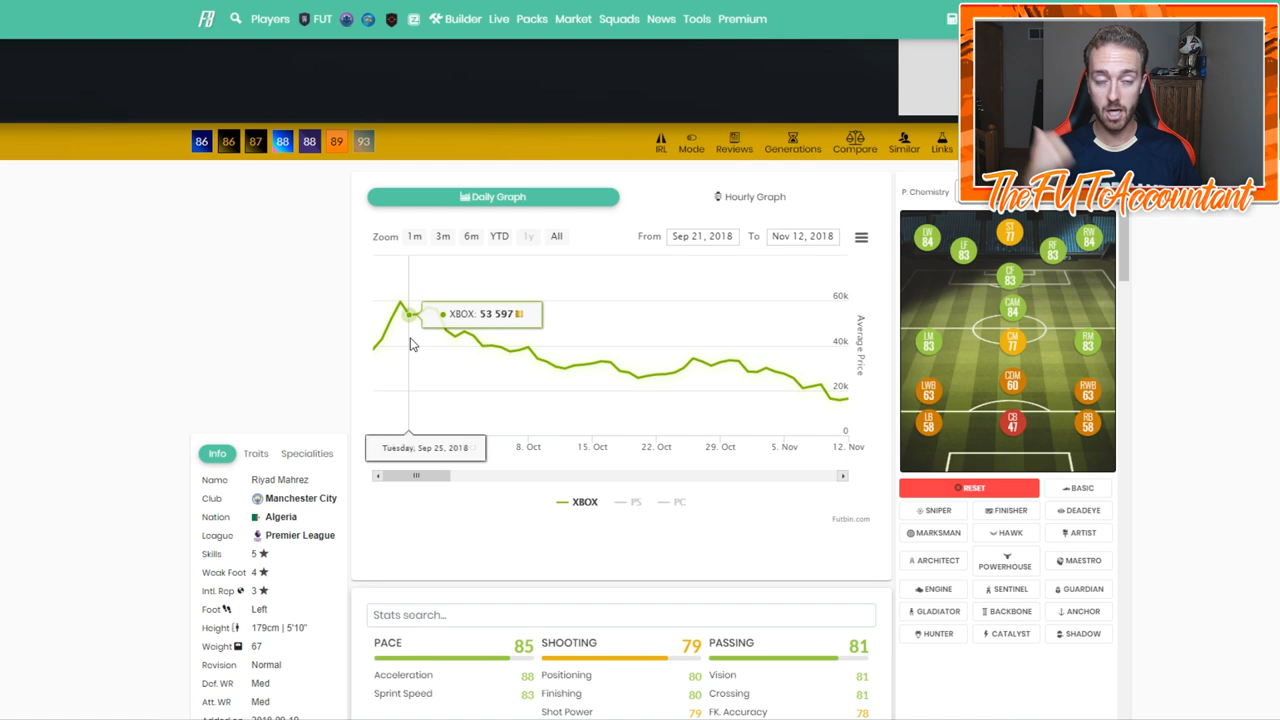 FB Players FUT Builder Live Packs Market Squads News Tools Premium
86 86 87 88 88 89 93
IRL Mode Reviews Generations Compare Similar Links
TheFUTAccountant
Daily Graph Hourly Graph
P. Chemistry
Zoom 1m 3m 6m YTD 1y All From Sep 21, 2018 To Nov 12, 2018
XBOX: 53 597
60k
40k
20k
0
Average Price
Tuesday, Sep 25, 2018
8. Oct 15. Oct 22. Oct 29. Oct 5. Nov 12. Nov
XBOX PS PC
Futbin.com
LW 84
ST 77
RW 84
LF 83
RF 83
CF 83
CAM 84
LM 83
CM 77
RM 83
LWB 63
CDM 60
RWB 63
LB 58
CB 47
RB 58
RESET BASIC
SNIPER FINISHER DEADEYE
MARKSMAN HAWK ARTIST
ARCHITECT POWERHOUSE MAESTRO
ENGINE SENTINEL GUARDIAN
GLADIATOR BACKBONE ANCHOR
HUNTER CATALYST SHADOW
Info Traits Specialities
Name Riyad Mahrez
Club Manchester City
Nation Algeria
League Premier League
Skills 5
Weak Foot 4
Intl. Rep 3
Foot Left
Height 179cm | 5'10"
Weight 67
Revision Normal
Def. WR Med
Att. WR Med
Added on 2018-09-19
Stats search...
PACE 85 SHOOTING 79 PASSING 81
Acceleration 88 Positioning 80 Vision 81
Sprint Speed 83 Finishing 80 Crossing 81
Shot Power 79 FK. Accuracy 78